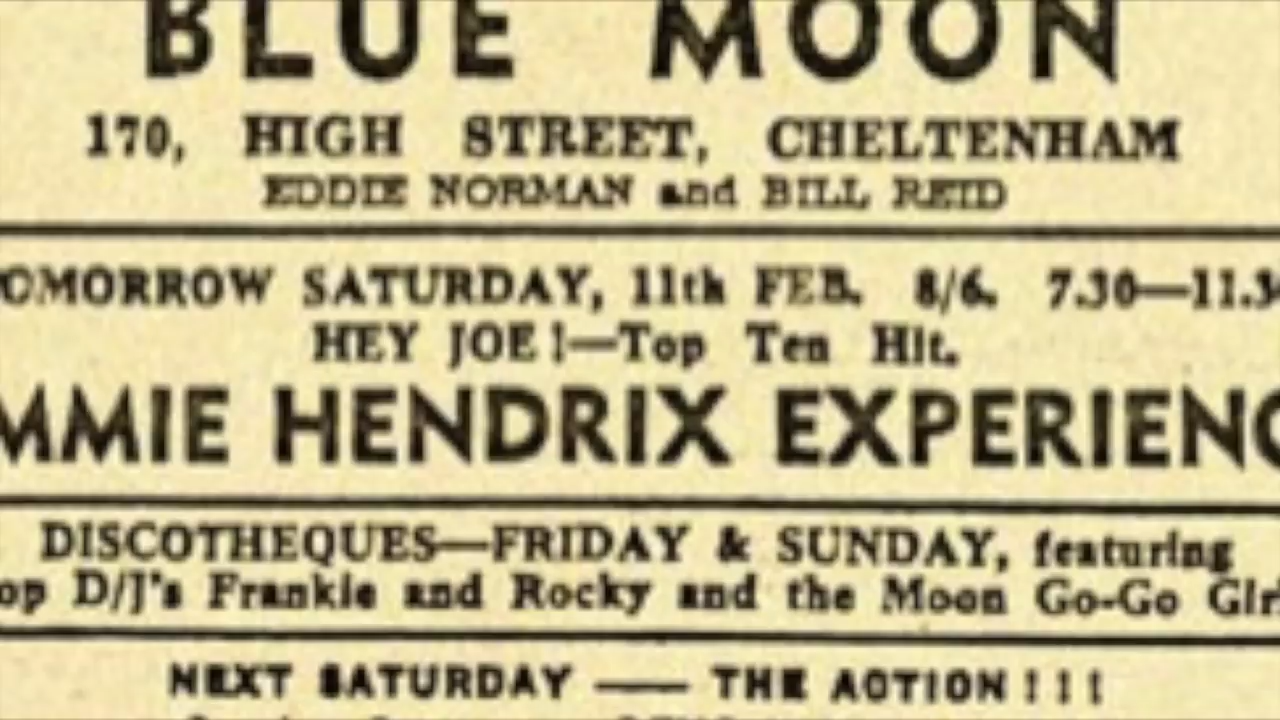 BLUE MOON
170, HIGH STREET, CHELTENHAM
EDDIE NORMAN and BILL REID
OMORROW SATURDAY, 11th FEB. 8/6. 7.30—11.3
HEY JOE!—Top Ten Hit.
MMIE HENDRIX EXPERIENC
DISCOTHEQUES—FRIDAY & SUNDAY, featuring
op D/J's Frankie and Rocky and the Moon Go-Go Girl
NEXT SATURDAY — THE ACTION!!!